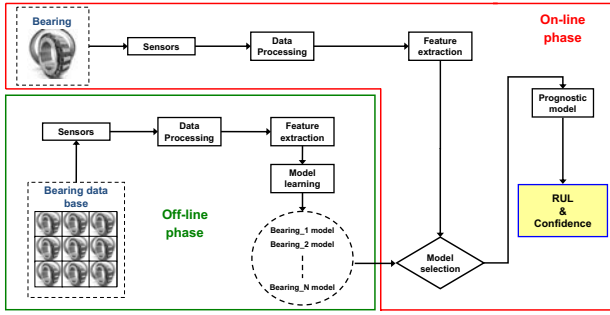 Bearing
Sensors
Data
Processing
Feature
extraction
On-line
phase
Prognostic
model
Sensors
Data
Processing
Feature
extraction
Model
learning
Bearing data
base
Off-line
phase
Bearing_1 model
Bearing_2 model
Bearing_N model
Model
selection
RUL
&
Confidence